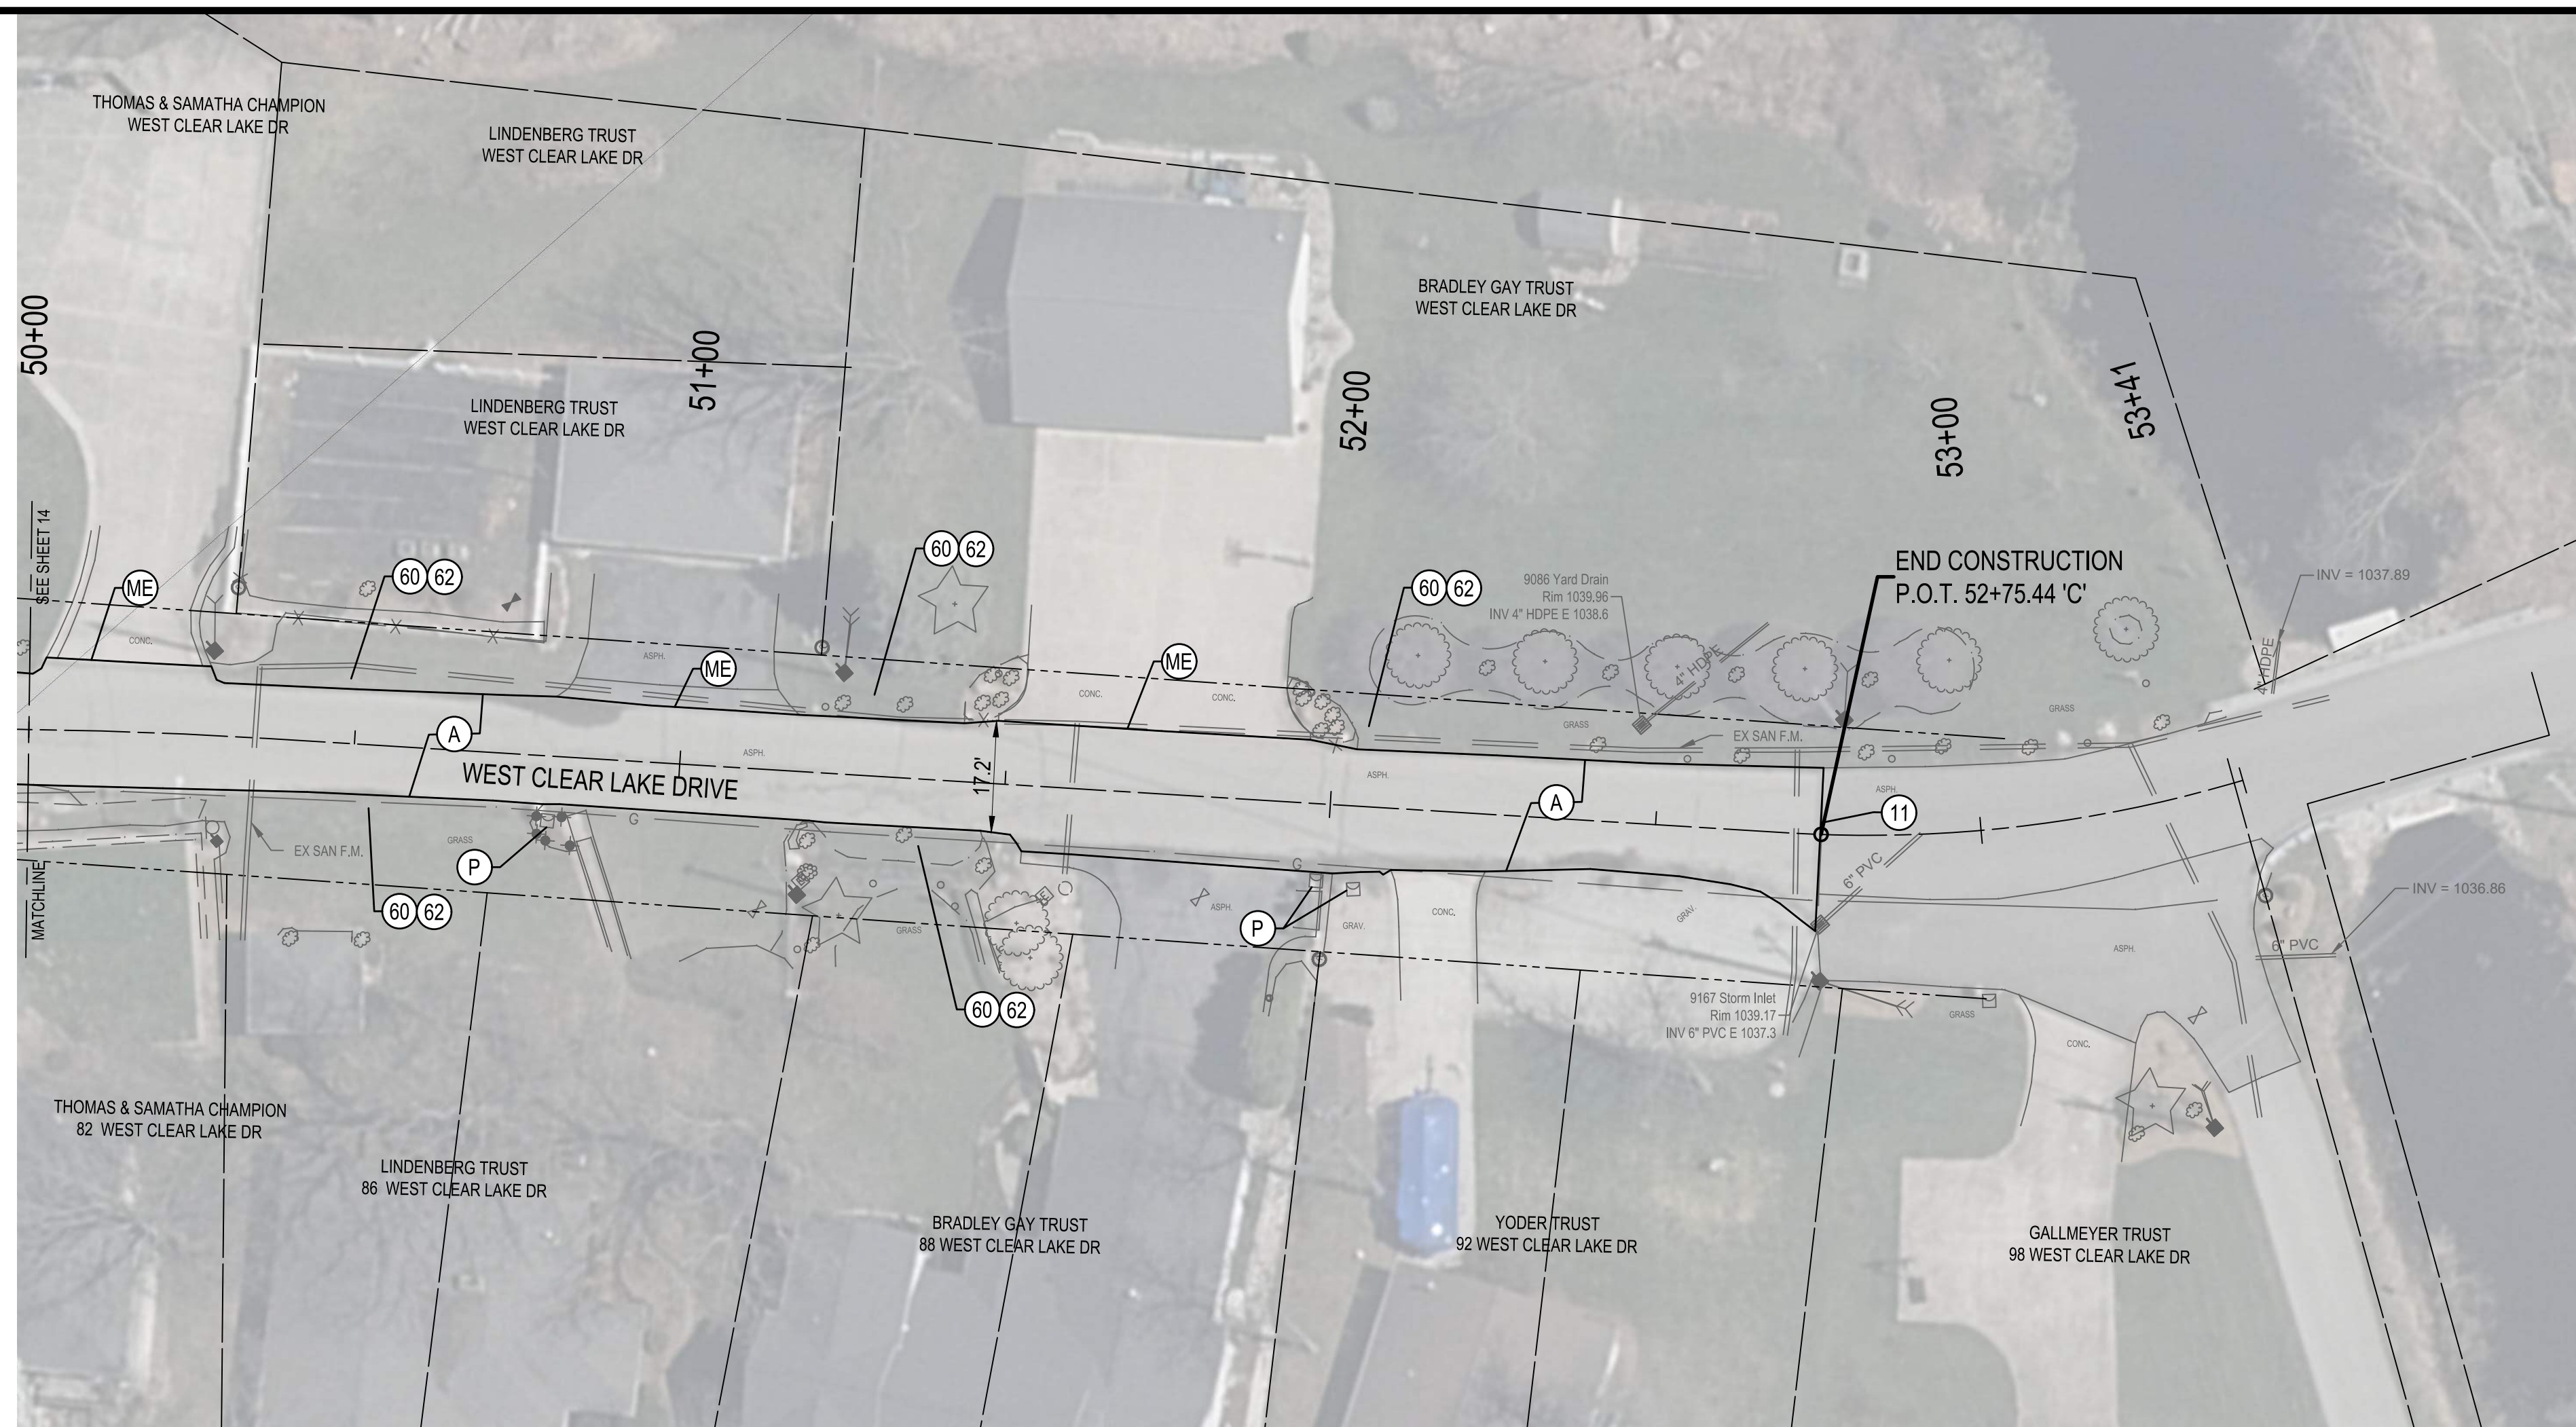 THOMAS & SAMATHA CHAMPION
WEST CLEAR LAKE DR
LINDENBERG TRUST
WEST CLEAR LAKE DR
BRADLEY GAY TRUST
WEST CLEAR LAKE DR
50+00
51+00
52+00
53+00
53+41
LINDENBERG TRUST
WEST CLEAR LAKE DR
SEE SHEET 14
MATCHLINE
ME
60 62
60 62
60 62
9086 Yard Drain
Rim 1039.96
INV 4" HDPE E 1038.6
END CONSTRUCTION
P.O.T. 52+75.44 'C'
INV = 1037.89
4" HDPE
4" HDPE
CONC.
ASPH.
ME
ME
CONC.
CONC.
GRASS
EX SAN F.M.
GRASS
A
ASPH.
WEST CLEAR LAKE DRIVE
17.2'
ASPH.
A
ASPH.
11
G
G
EX SAN F.M.
GRASS
P
60 62
GRASS
E
E
60 62
ASPH.
P
GRAV.
CONC.
GRAV.
6" PVC
ASPH.
6" PVC
INV = 1036.86
9167 Storm Inlet
Rim 1039.17
INV 6" PVC E 1037.3
GRASS
CONC.
THOMAS & SAMATHA CHAMPION
82 WEST CLEAR LAKE DR
LINDENBERG TRUST
86 WEST CLEAR LAKE DR
BRADLEY GAY TRUST
88 WEST CLEAR LAKE DR
YODER TRUST
92 WEST CLEAR LAKE DR
GALLMEYER TRUST
98 WEST CLEAR LAKE DR